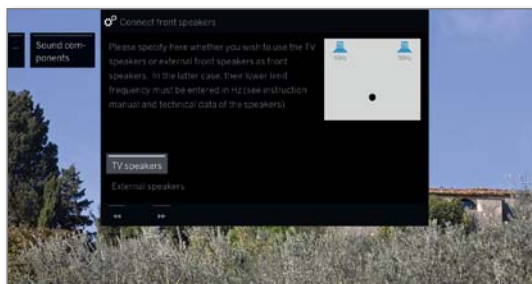 Connect front speakers
...
Sound com-
ponents
Please specify here whether you wish to use the TV
speakers or external front speakers as front
speakers. In the latter case, their lower limit
frequency must be entered in Hz (see instruction
manual and technical data of the speakers).
TV speakers
External speakers